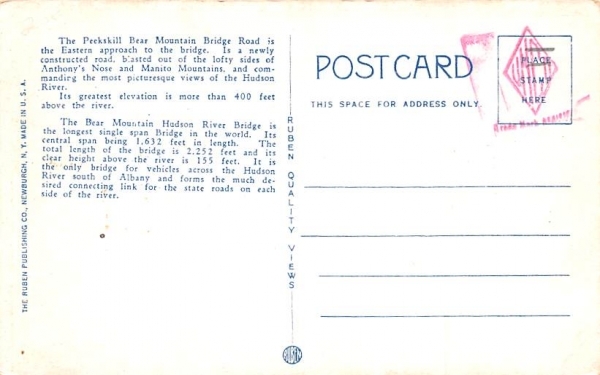 The Peekskill Bear Mountain Bridge Road is
the Eastern approach to the bridge. Is a newly
constructed road, blasted out of the lofty sides of
Anthony's Nose and Manito Mountains, and com-
manding the most picturesque views of the Hudson
River.
Its greatest elevation is more than 400 feet
above the river.
The Bear Mountain Hudson River Bridge is
the longest single span Bridge in the world. Its
central span being 1,632 feet in length. The
total length of the bridge is 2,252 feet and its
clear height above the river is 155 feet. It is
the only bridge for vehicles across the Hudson
River south of Albany and forms the much de-
sired connecting link for the state roads on each
side of the river.
THE RUBEN PUBLISHING CO., NEWBURGH, N. Y. MADE IN U. S. A.
RUBEN QUALITY VIEWS
POST CARD
THIS SPACE FOR ADDRESS ONLY.
PLACE
STAMP
HERE